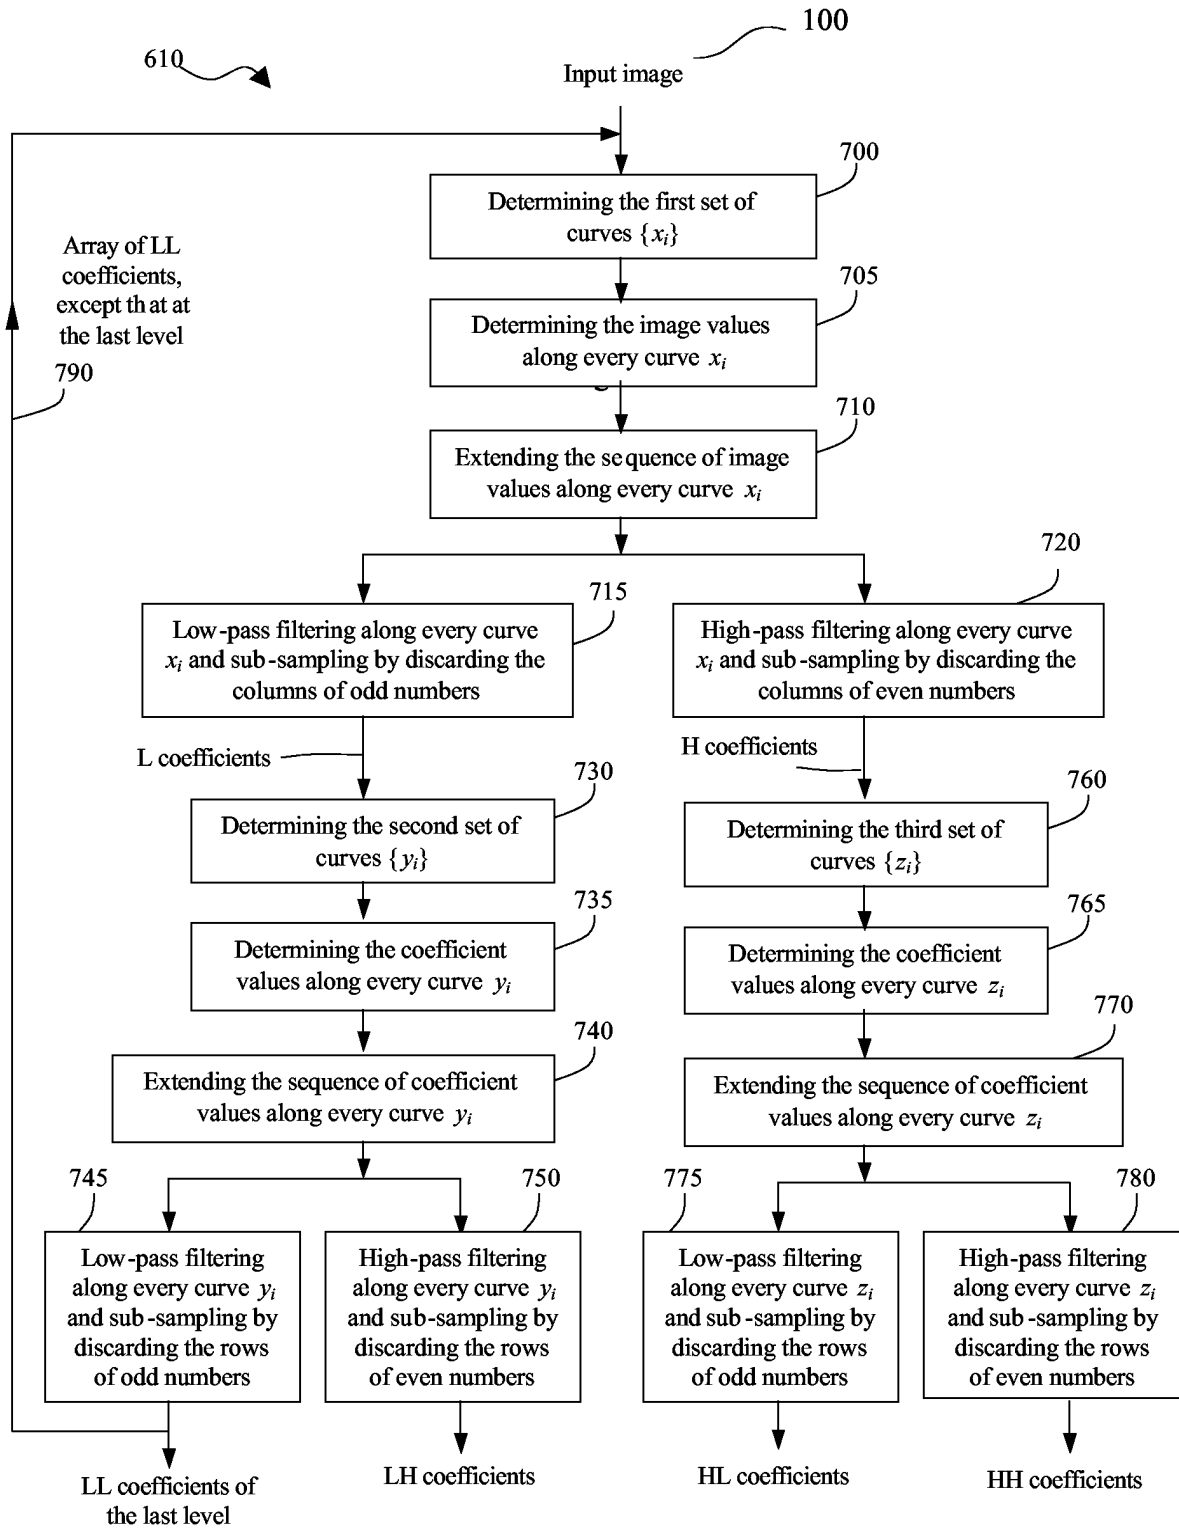 100
610
Input image
700
Determining the first set of
curves {xi}
Array of LL
coefficients,
except that at
the last level
705
Determining the image values
along every curve xi
790
710
Extending the sequence of image
values along every curve xi
720
715
Low-pass filtering along every curve
xi and sub-sampling by discarding the
columns of odd numbers
High-pass filtering along every curve
xi and sub-sampling by discarding the
columns of even numbers
L coefficients
H coefficients
730
Determining the second set of
curves {yi}
760
Determining the third set of
curves {zi}
735
Determining the coefficient
values along every curve yi
765
Determining the coefficient
values along every curve zi
740
Extending the sequence of coefficient
values along every curve yi
770
Extending the sequence of coefficient
values along every curve zi
745
Low-pass filtering
along every curve yi
and sub-sampling by
discarding the rows
of odd numbers
750
High-pass filtering
along every curve yi
and sub-sampling by
discarding the rows
of even numbers
775
Low-pass filtering
along every curve zi
and sub-sampling by
discarding the rows
of odd numbers
780
High-pass filtering
along every curve zi
and sub-sampling by
discarding the rows
of even numbers
LL coefficients of
the last level
LH coefficients
HL coefficients
HH coefficients